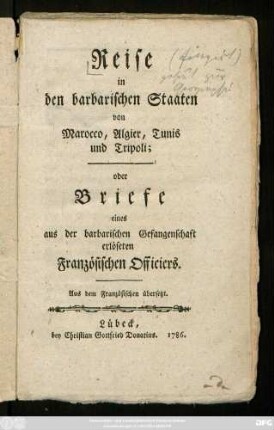 Reise
in
den barbarischen Staaten
von
Marocco, Algier, Tunis
und Tripoli;
oder
Briefe
eines
aus der barbarischen Gefangenschaft
erlöseten
Französischen Officiers.
Aus dem Französischen übersetzt.
Lübeck,
bey Christian Gottfried Donatius. 1786.